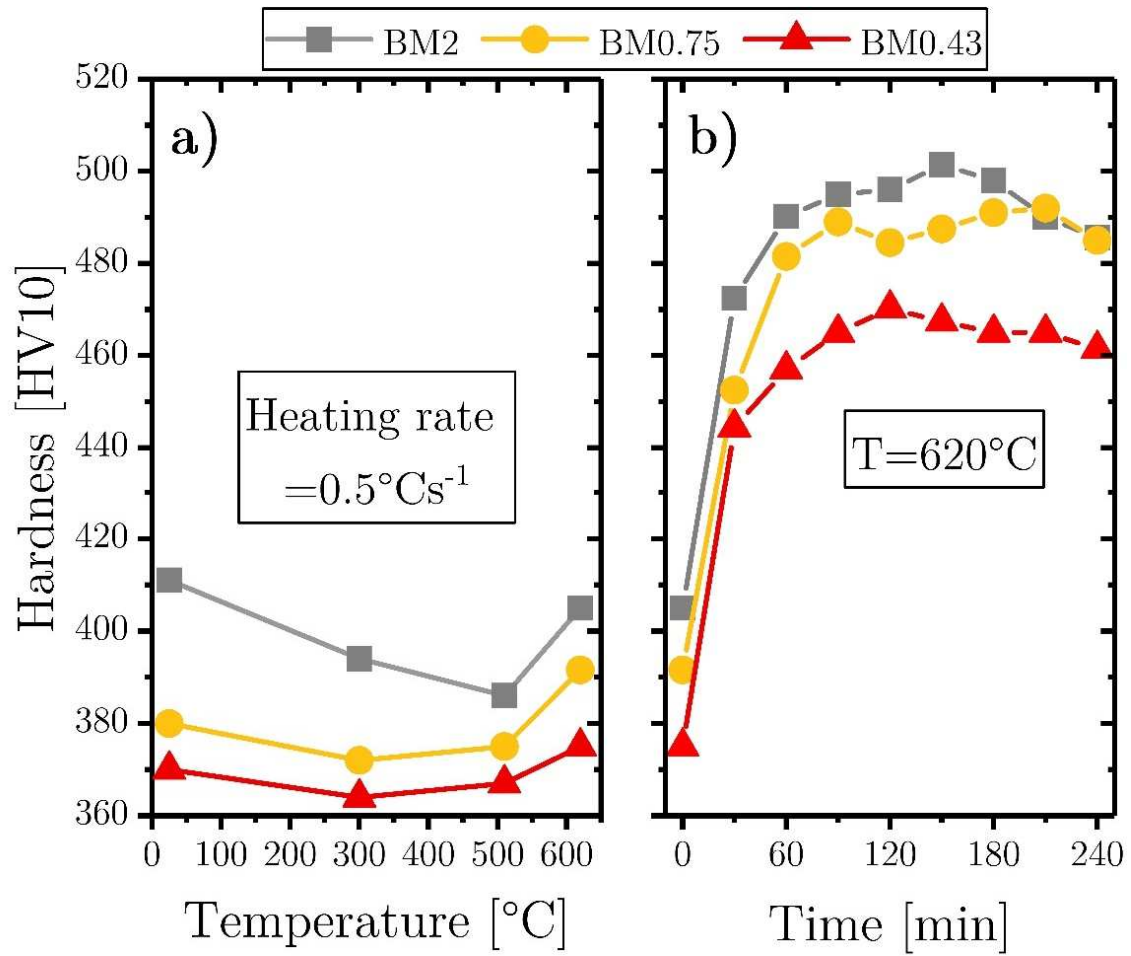 BM2 BM0.75 BM0.43
520
500
480
460
440
420
400
380
360
Hardness [HV10]
a)
Heating rate
=0.5°Cs⁻¹
0 100 200 300 400 500 600
Temperature [°C]
b)
T=620°C
0 60 120 180 240
Time [min]